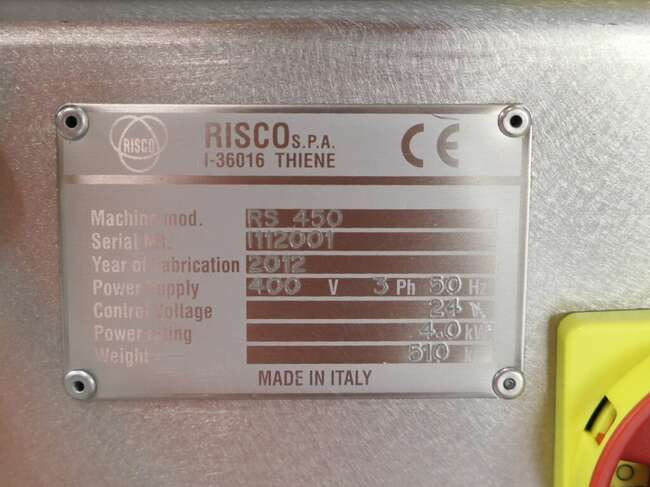 RISCO
RISCO S.P.A.
I-36016 THIENE
CE
Machine mod. RS 450
Serial NR. 1112001
Year of Fabrication 2012
Power Supply 400 V 3 Ph 50 Hz
Control Voltage 24 V
Power rating 4.0 kW
Weight 510
MADE IN ITALY